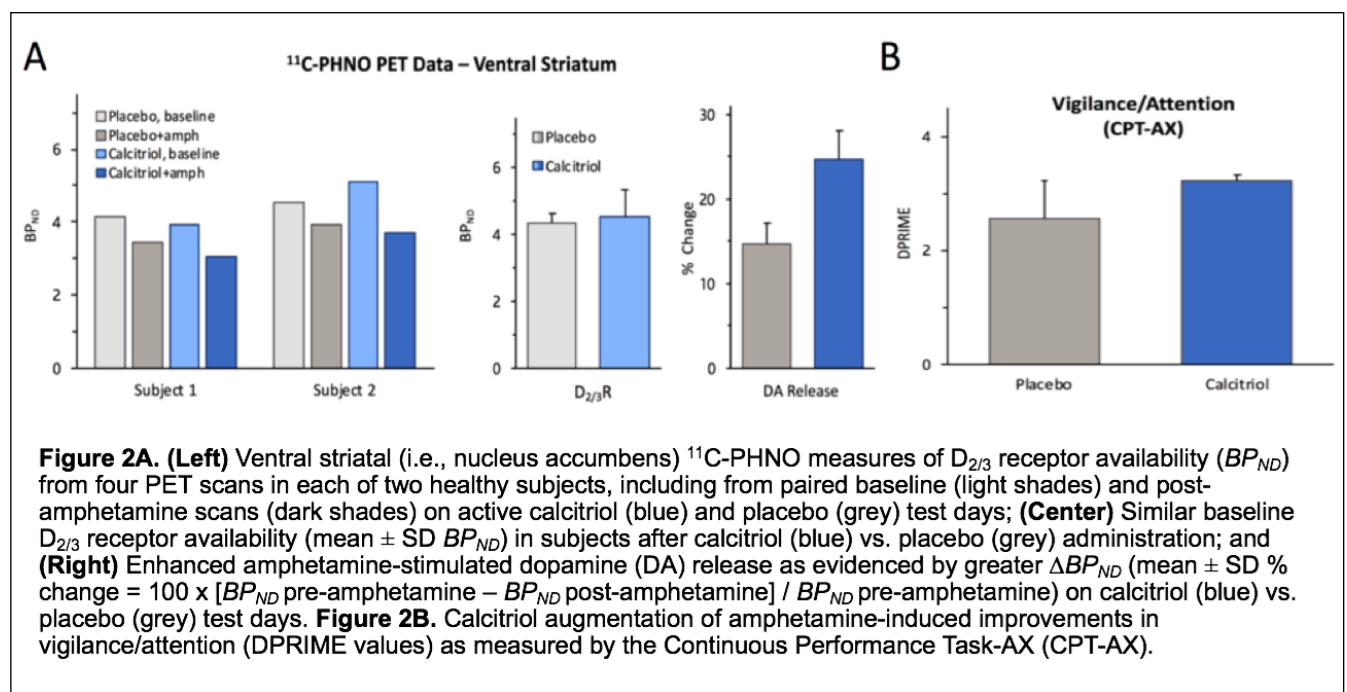 A
¹¹C-PHNO PET Data – Ventral Striatum
Placebo, baseline
Placebo+amph
Calcitriol, baseline
Calcitriol+amph
BP_ND
6
4
2
0
Subject 1
Subject 2
Placebo
Calcitriol
BP_ND
6
4
2
0
D₂/₃R
% Change
30
20
10
0
DA Release
B
Vigilance/Attention
(CPT-AX)
DPRIME
4
2
0
Placebo
Calcitriol
Figure 2A. (Left) Ventral striatal (i.e., nucleus accumbens) ¹¹C-PHNO measures of D₂/₃ receptor availability (BP_ND)
from four PET scans in each of two healthy subjects, including from paired baseline (light shades) and post-
amphetamine scans (dark shades) on active calcitriol (blue) and placebo (grey) test days; (Center) Similar baseline
D₂/₃ receptor availability (mean ± SD BP_ND) in subjects after calcitriol (blue) vs. placebo (grey) administration; and
(Right) Enhanced amphetamine-stimulated dopamine (DA) release as evidenced by greater ΔBP_ND (mean ± SD %
change = 100 x [BP_ND pre-amphetamine – BP_ND post-amphetamine] / BP_ND pre-amphetamine) on calcitriol (blue) vs.
placebo (grey) test days. Figure 2B. Calcitriol augmentation of amphetamine-induced improvements in
vigilance/attention (DPRIME values) as measured by the Continuous Performance Task-AX (CPT-AX).